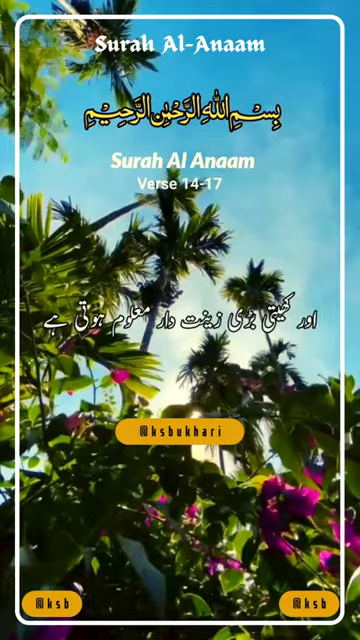 Surah Al-Anaam
بِسْمِ اللهِ الرَّحْمٰنِ الرَّحِيْمِ
Surah Al Anaam
Verse 14-17
اور کھیتی بڑی زینت دار معلوم ہوتی ہے
@ksbukhari
@ksb
@ksb